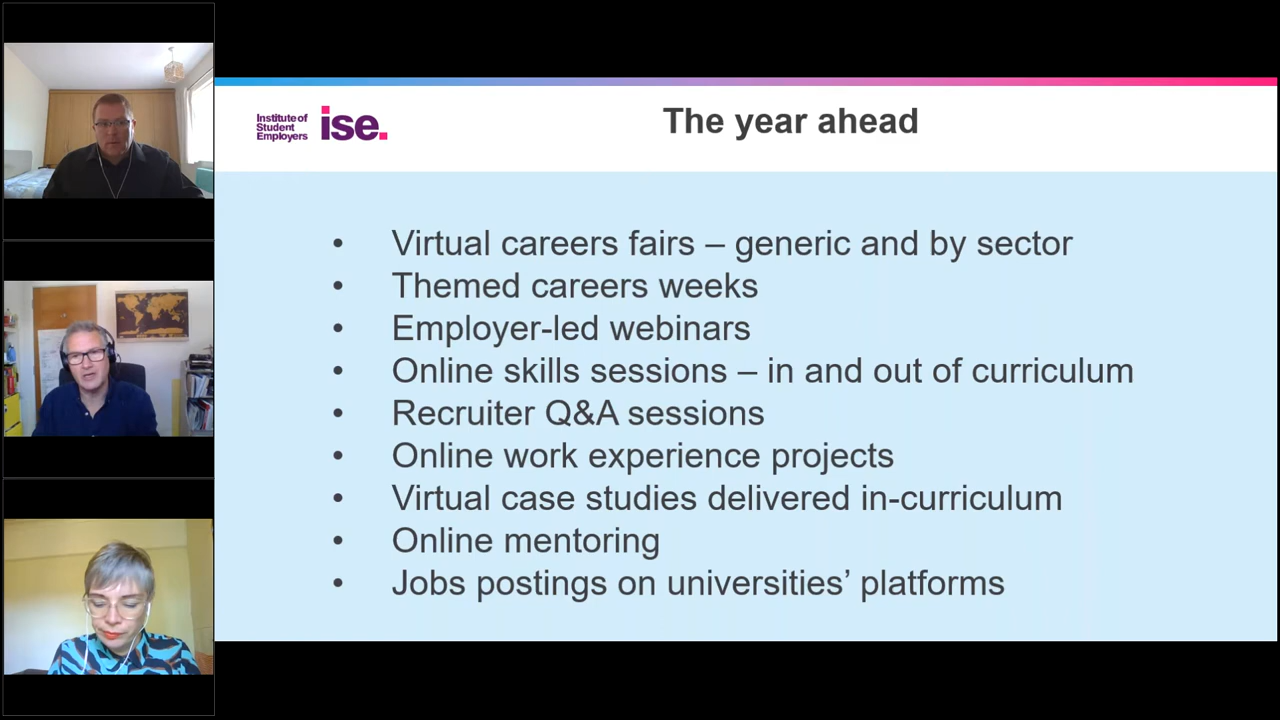 Institute of
Student
Employers
ise.
The year ahead
• Virtual careers fairs – generic and by sector
• Themed careers weeks
• Employer-led webinars
• Online skills sessions – in and out of curriculum
• Recruiter Q&A sessions
• Online work experience projects
• Virtual case studies delivered in-curriculum
• Online mentoring
• Jobs postings on universities’ platforms